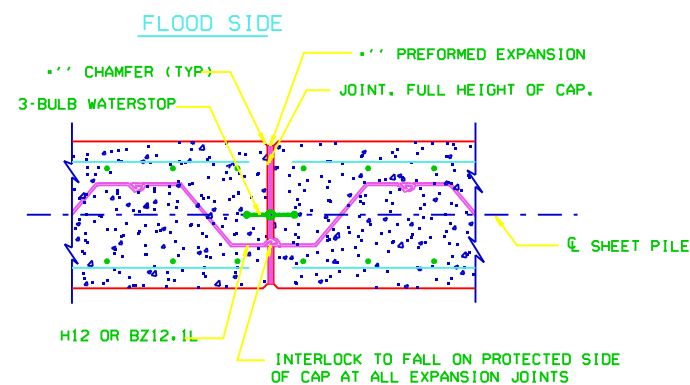 FLOOD SIDE
•'' PREFORMED EXPANSION
JOINT. FULL HEIGHT OF CAP.
•'' CHAMFER (TYP)
3-BULB WATERSTOP
℄ SHEET PILE
H12 OR BZ12.1L
INTERLOCK TO FALL ON PROTECTED SIDE
OF CAP AT ALL EXPANSION JOINTS